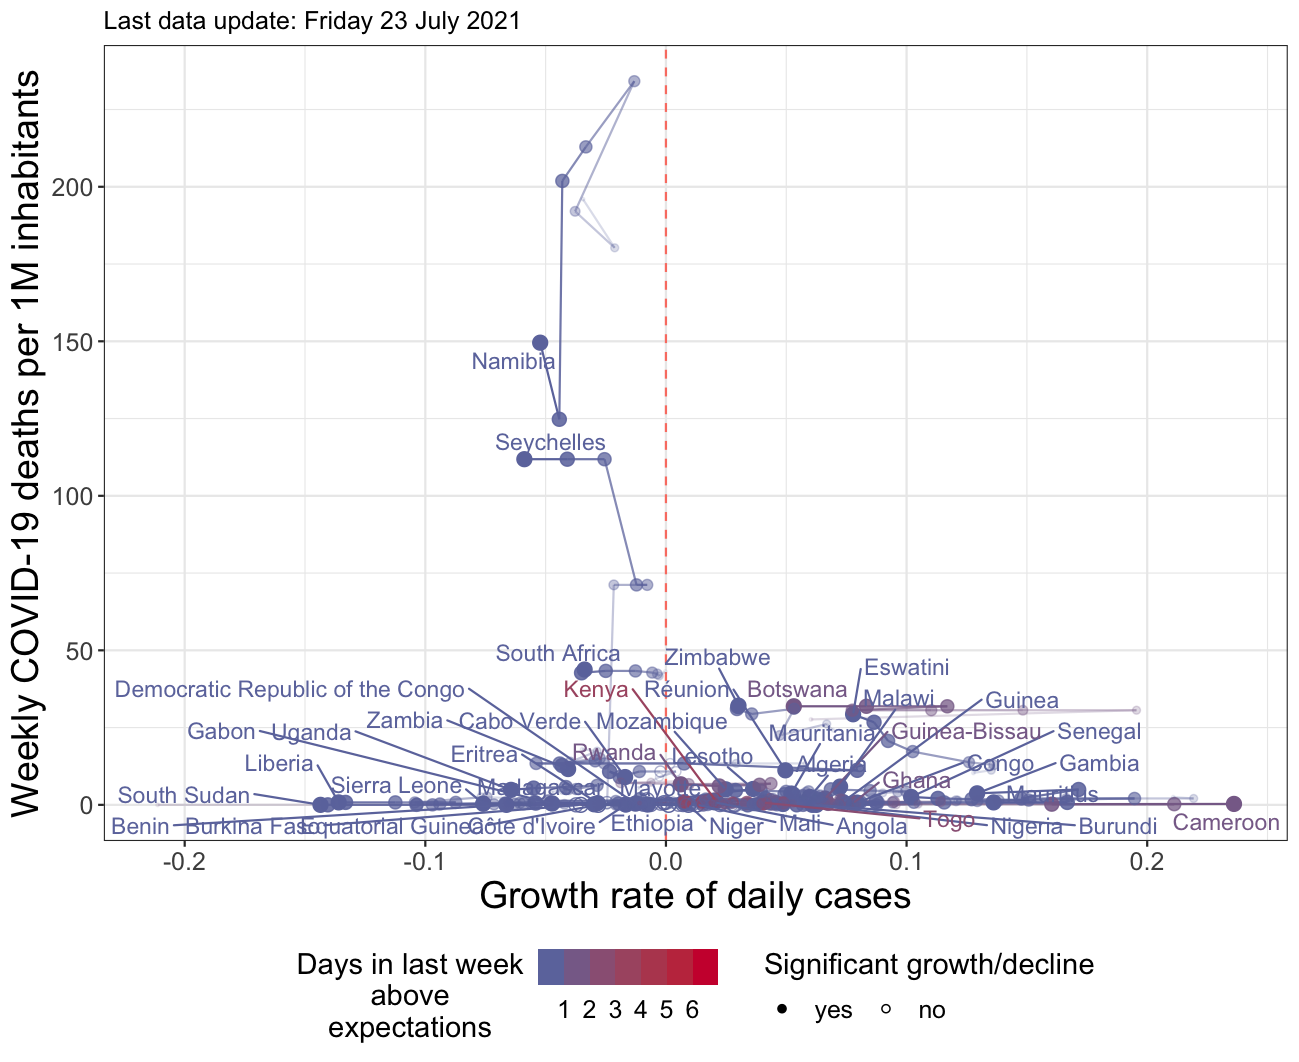 Last data update: Friday 23 July 2021
Weekly COVID-19 deaths per 1M inhabitants
200
150
100
50
0
Namibia
Seychelles
South Africa
Zimbabwe
Eswatini
Democratic Republic of the Congo
Kenya
Réunion
Botswana
Malawi
Guinea
Zambia
Cabo Verde
Mozambique
Gabon
Uganda
Mauritania
Guinea-Bissau
Senegal
Eritrea
Rwanda
Lesotho
Liberia
Algeria
Congo
Gambia
Sierra Leone
Madagascar
Mayotte
Ghana
South Sudan
Mauritius
Benin
Burkina Faso
Equatorial Guinea
Côte d'Ivoire
Ethiopia
Niger
Mali
Angola
Togo
Nigeria
Burundi
Cameroon
-0.2
-0.1
0.0
0.1
0.2
Growth rate of daily cases
Days in last week
above
expectations
1 2 3 4 5 6
Significant growth/decline
yes no